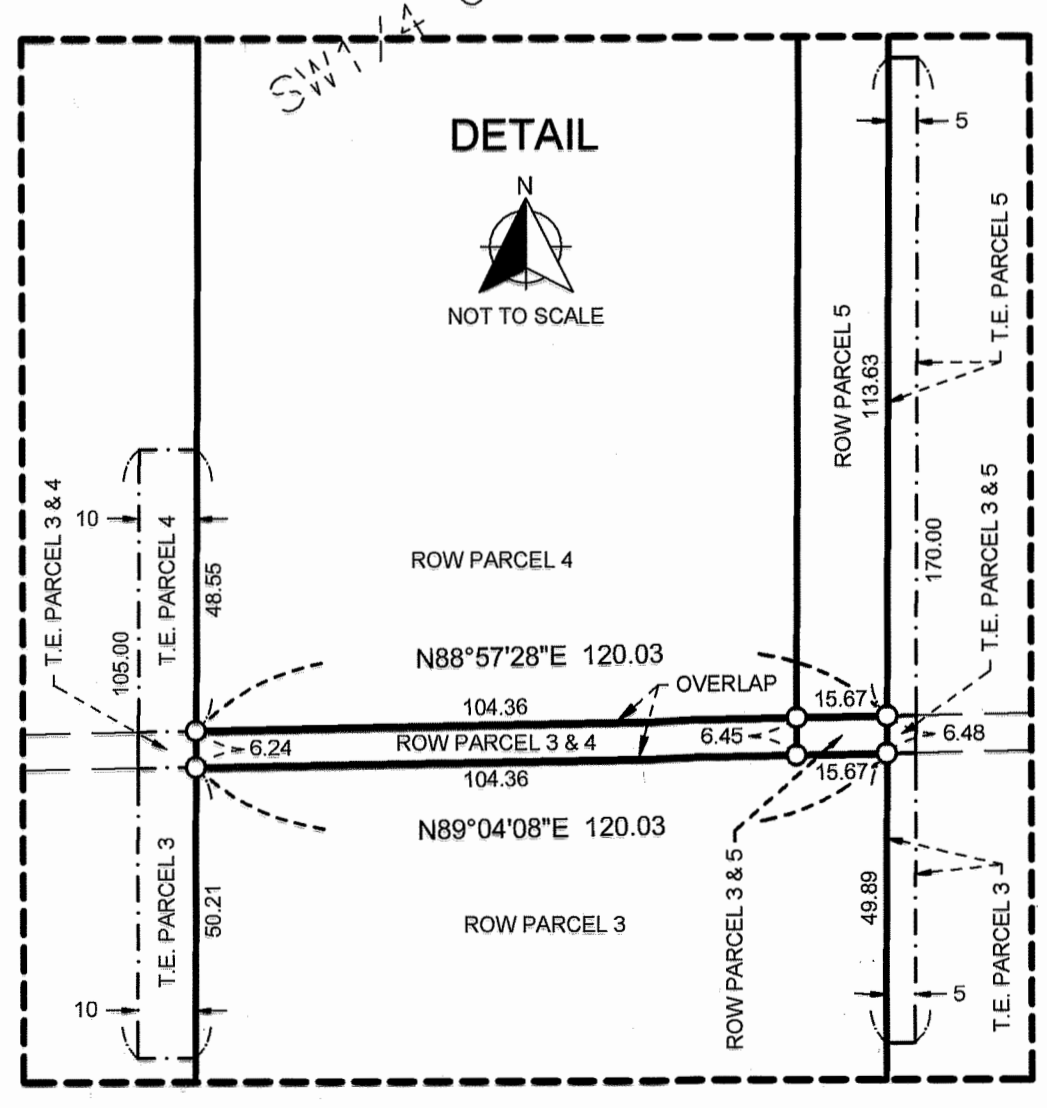 SW1/4
DETAIL
N
NOT TO SCALE
5
T.E. PARCEL 5
ROW PARCEL 5
113.63
T.E. PARCEL 3 & 4
10
T.E. PARCEL 4
48.55
105.00
ROW PARCEL 4
170.00
T.E. PARCEL 3 & 5
N88°57'28"E 120.03
OVERLAP
104.36
15.67
6.24
ROW PARCEL 3 & 4
6.45
6.48
104.36
15.67
N89°04'08"E 120.03
T.E. PARCEL 3
50.21
ROW PARCEL 3
ROW PARCEL 3 & 5
49.89
T.E. PARCEL 3
10
5